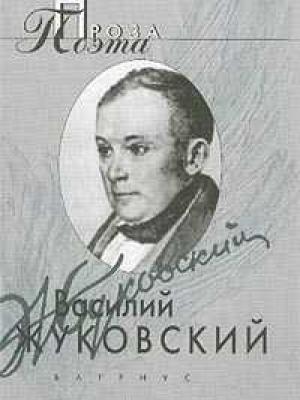 Проза
Поэта
Жуковский
Василий
ЖУКОВСКИЙ
ВАГРИУС